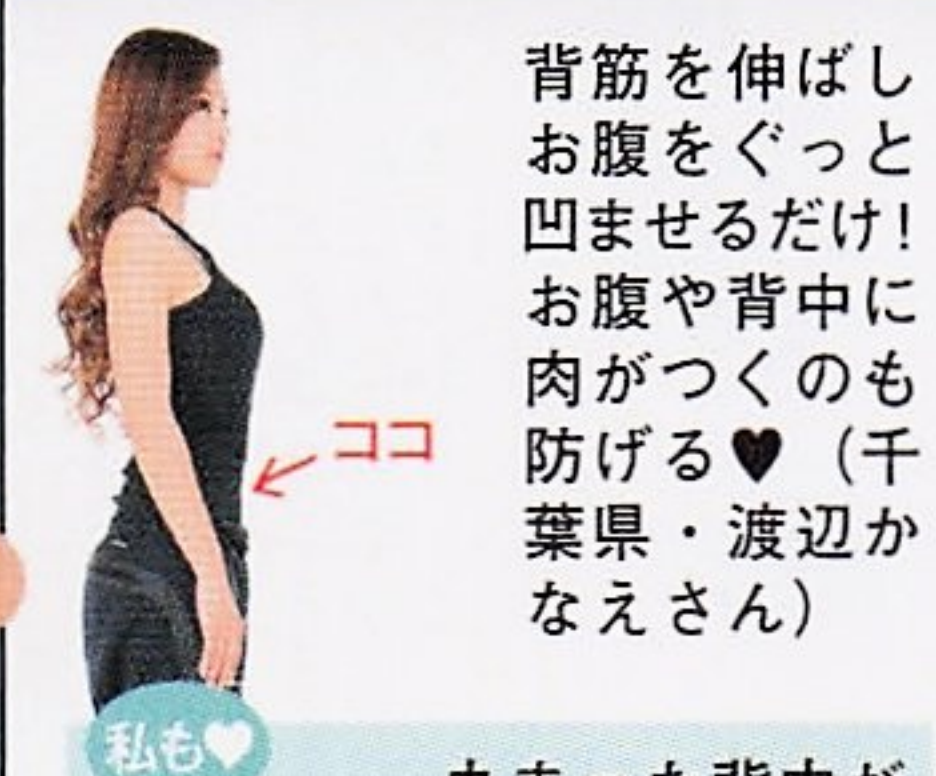 背筋を伸ばし
お腹をぐっと
凹ませるだけ!
お腹や背中に
肉がつくのも
防げる♥（千
葉県・渡辺か
なえさん）
ココ
私も♥